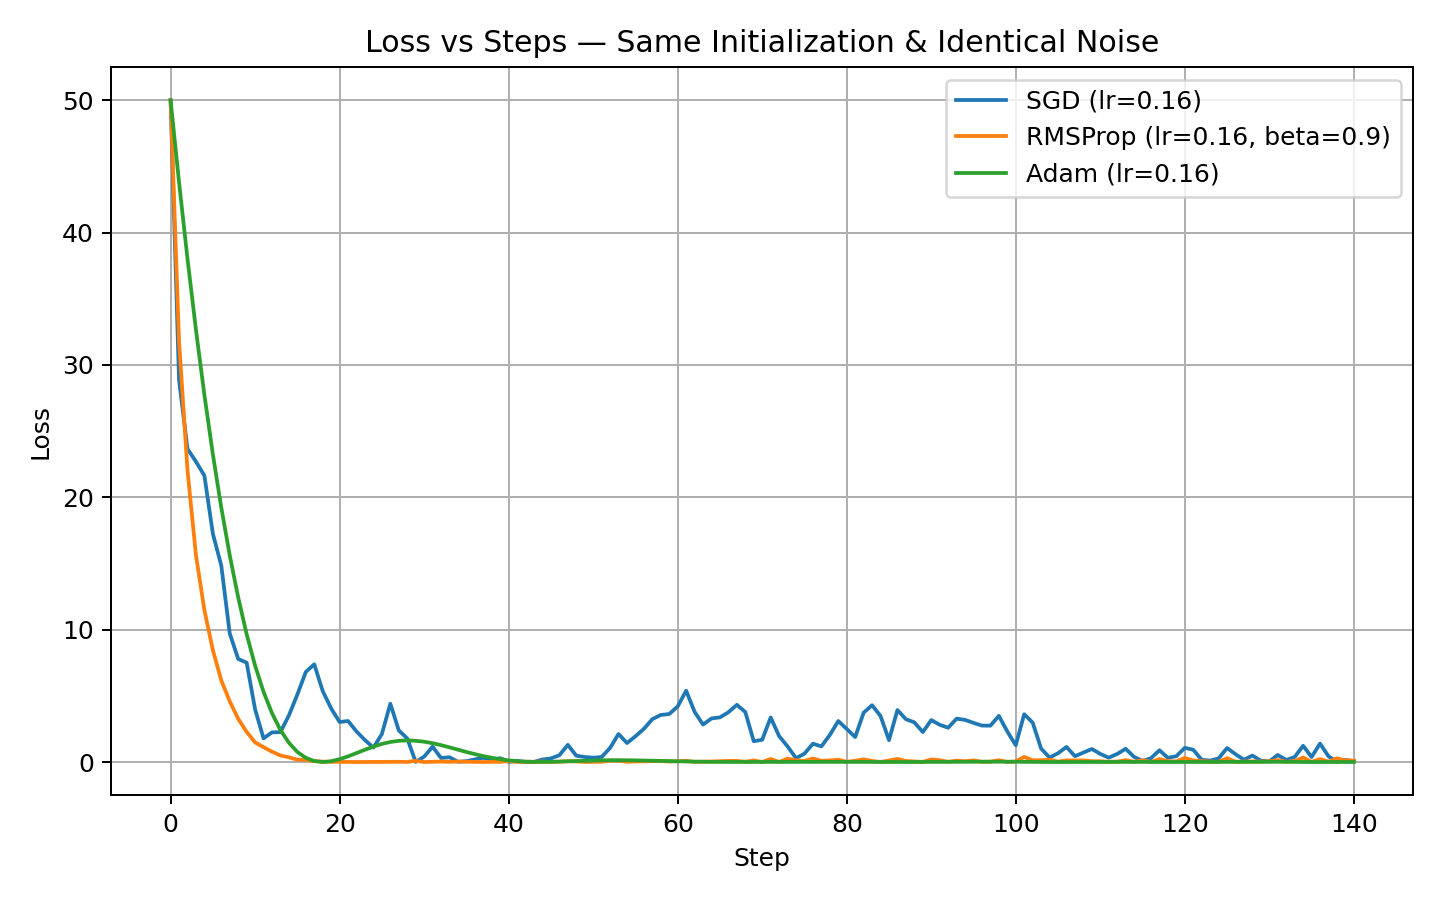 Loss vs Steps — Same Initialization & Identical Noise
SGD (lr=0.16)
RMSProp (lr=0.16, beta=0.9)
Adam (lr=0.16)
Loss
50
40
30
20
10
0
0 20 40 60 80 100 120 140
Step